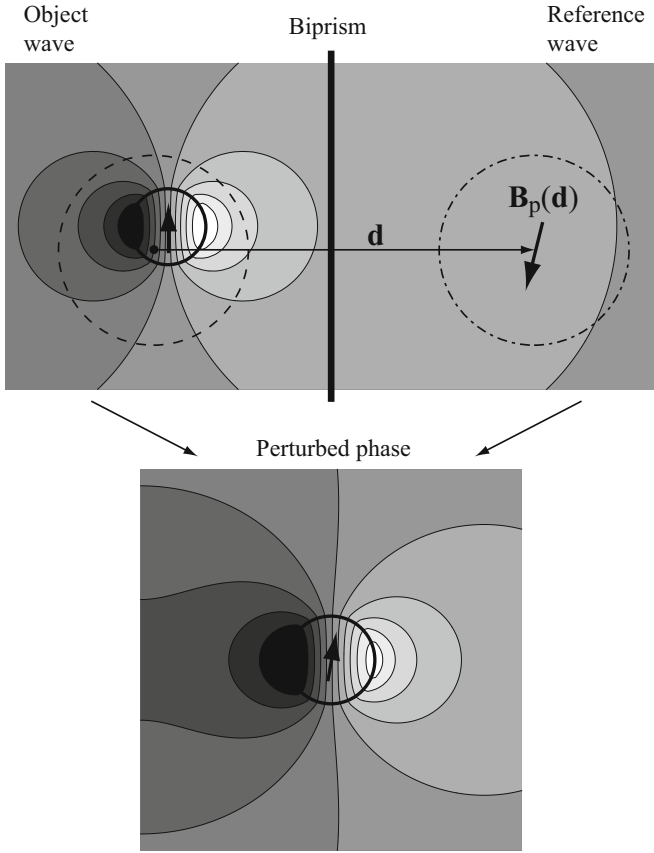 Object
wave
Biprism
Reference
wave
B_p(d)
d
Perturbed phase